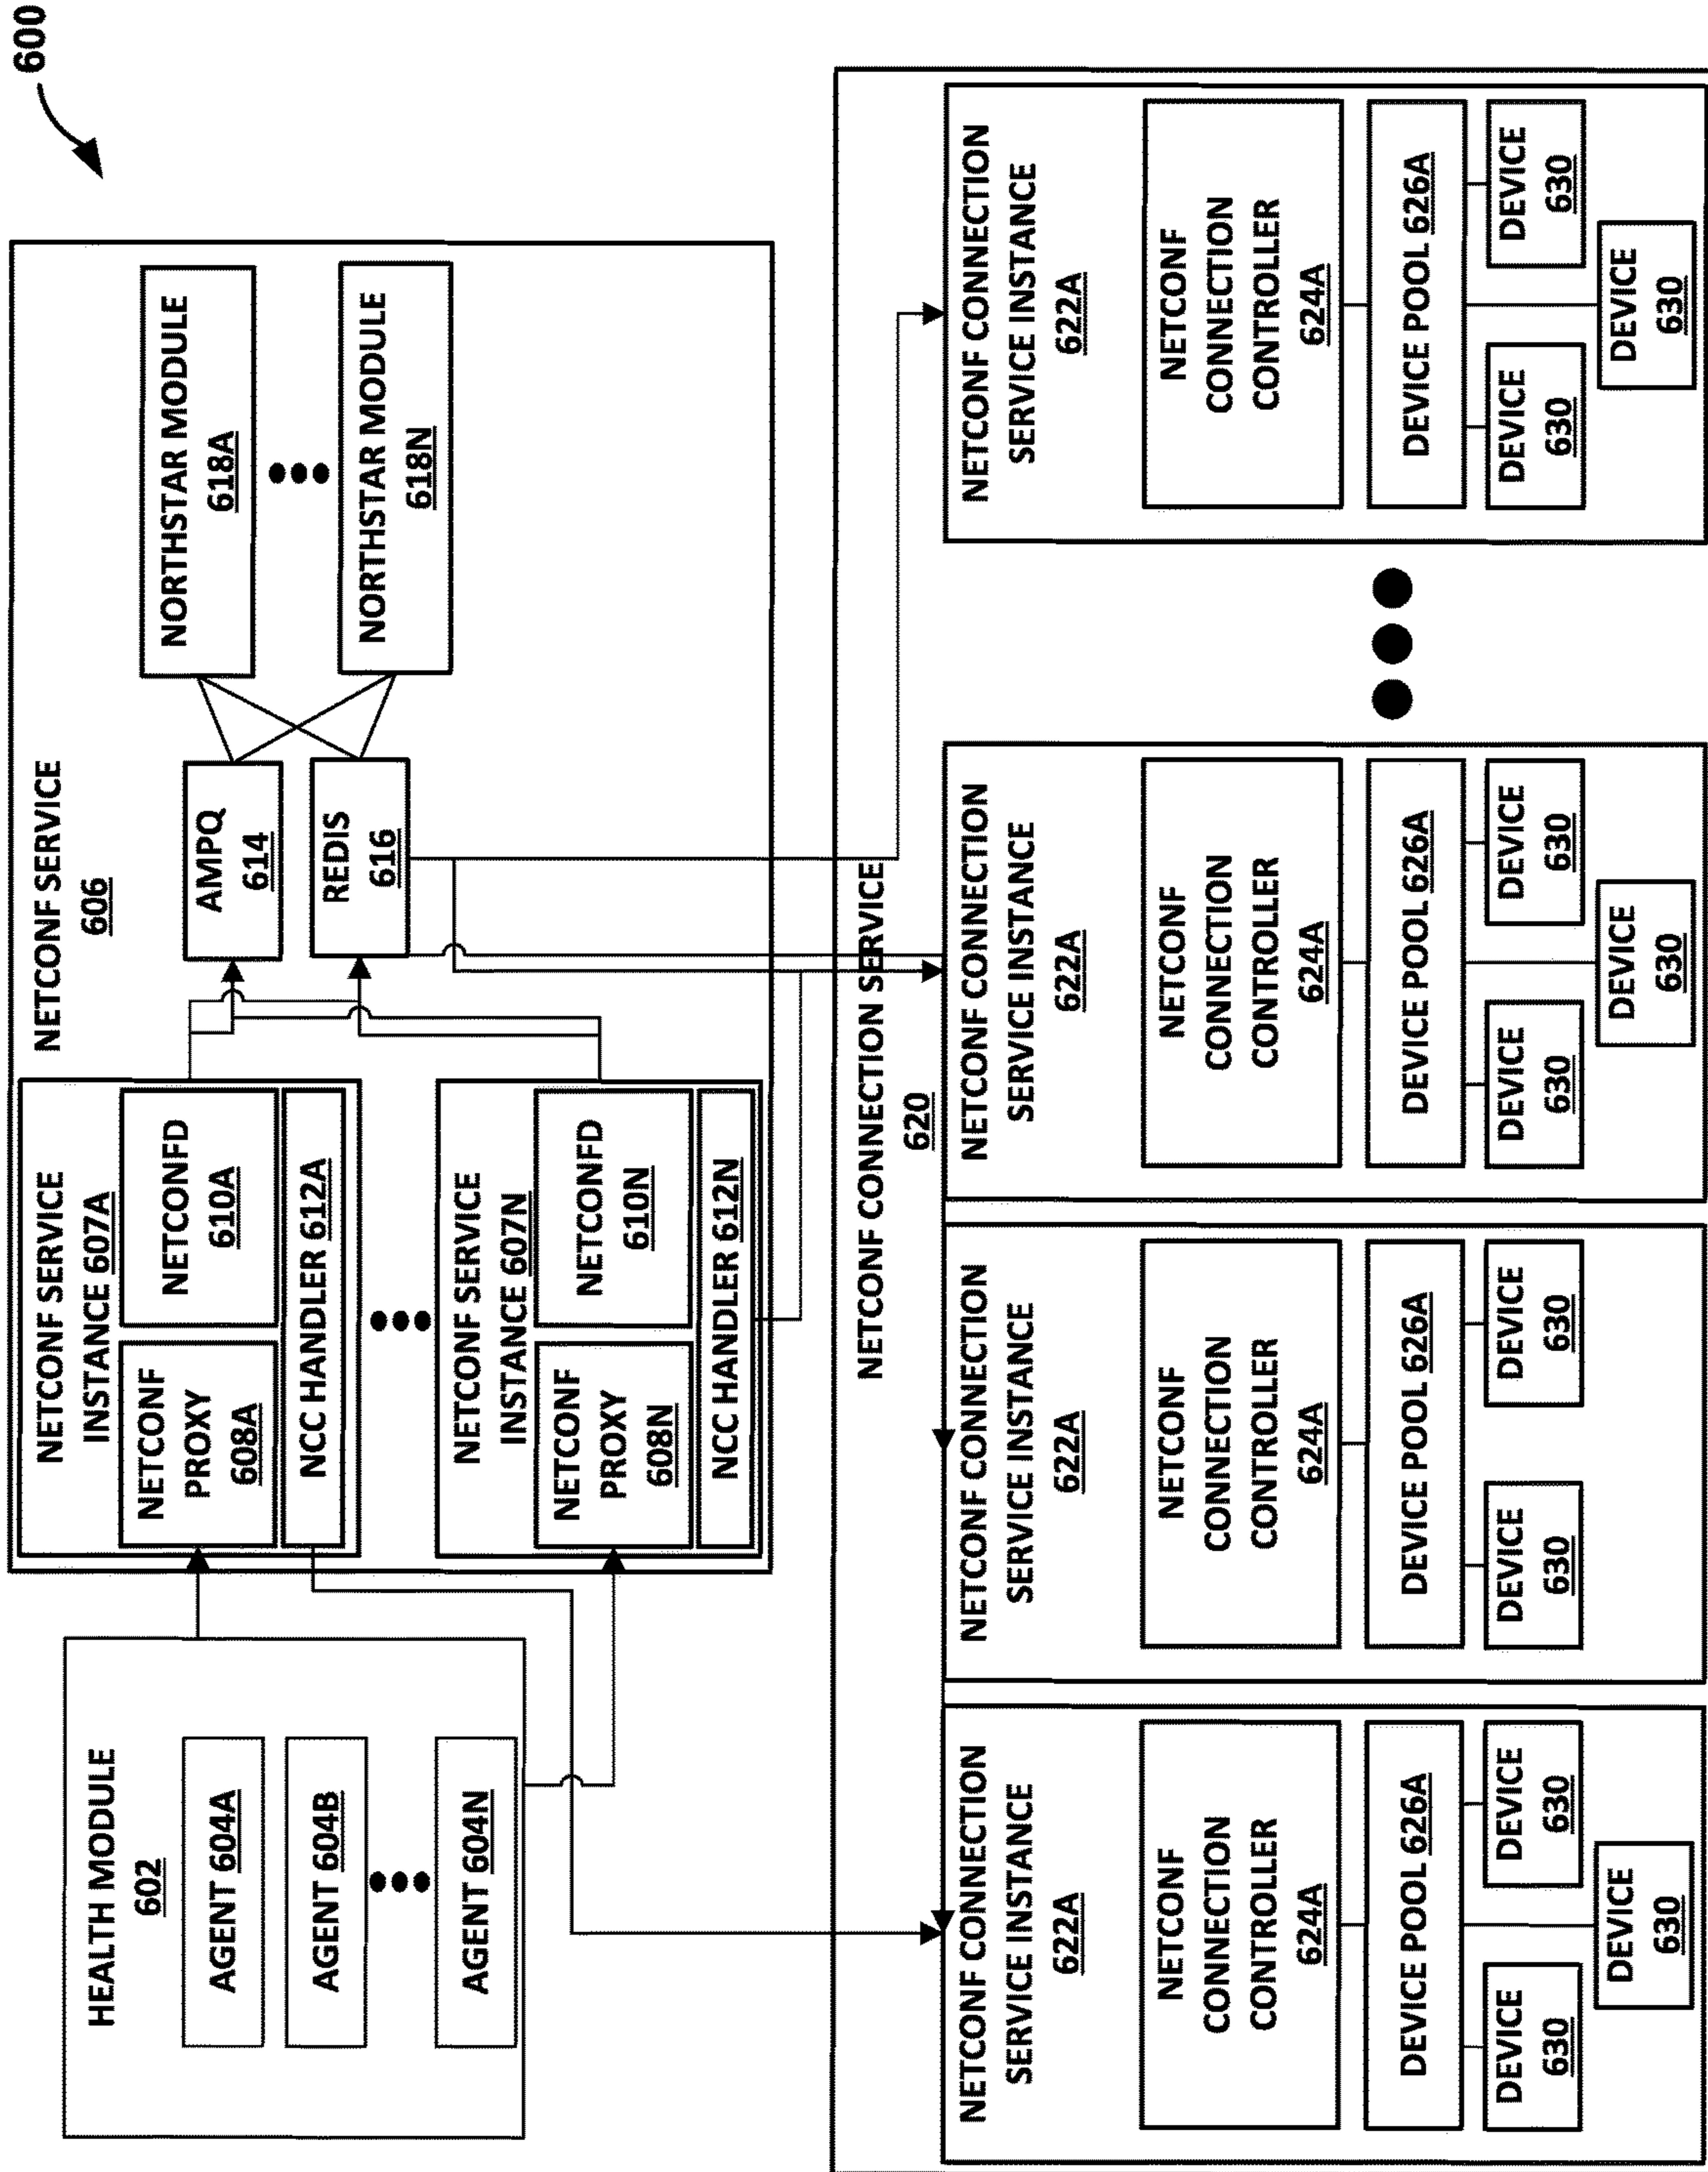 600
HEALTH MODULE
602
AGENT 604A
AGENT 604B
AGENT 604N
NETCONF SERVICE
606
NETCONF SERVICE
INSTANCE 607A
NETCONF
PROXY
608A
NETCONFD
610A
NCC HANDLER 612A
NETCONF SERVICE
INSTANCE 607N
NETCONF
PROXY
608N
NETCONFD
610N
NCC HANDLER 612N
AMPQ
614
REDIS
616
NORTHSTAR MODULE
618A
NORTHSTAR MODULE
618N
NETCONF CONNECTION SERVICE
620
NETCONF CONNECTION
SERVICE INSTANCE
622A
NETCONF
CONNECTION
CONTROLLER
624A
DEVICE POOL 626A
DEVICE
630
DEVICE
630
DEVICE
630
NETCONF CONNECTION
SERVICE INSTANCE
622A
NETCONF
CONNECTION
CONTROLLER
624A
DEVICE POOL 626A
DEVICE
630
DEVICE
630
NETCONF CONNECTION
SERVICE INSTANCE
622A
NETCONF
CONNECTION
CONTROLLER
624A
DEVICE POOL 626A
DEVICE
630
DEVICE
630
DEVICE
630
NETCONF CONNECTION
SERVICE INSTANCE
622A
NETCONF
CONNECTION
CONTROLLER
624A
DEVICE POOL 626A
DEVICE
630
DEVICE
630
DEVICE
630